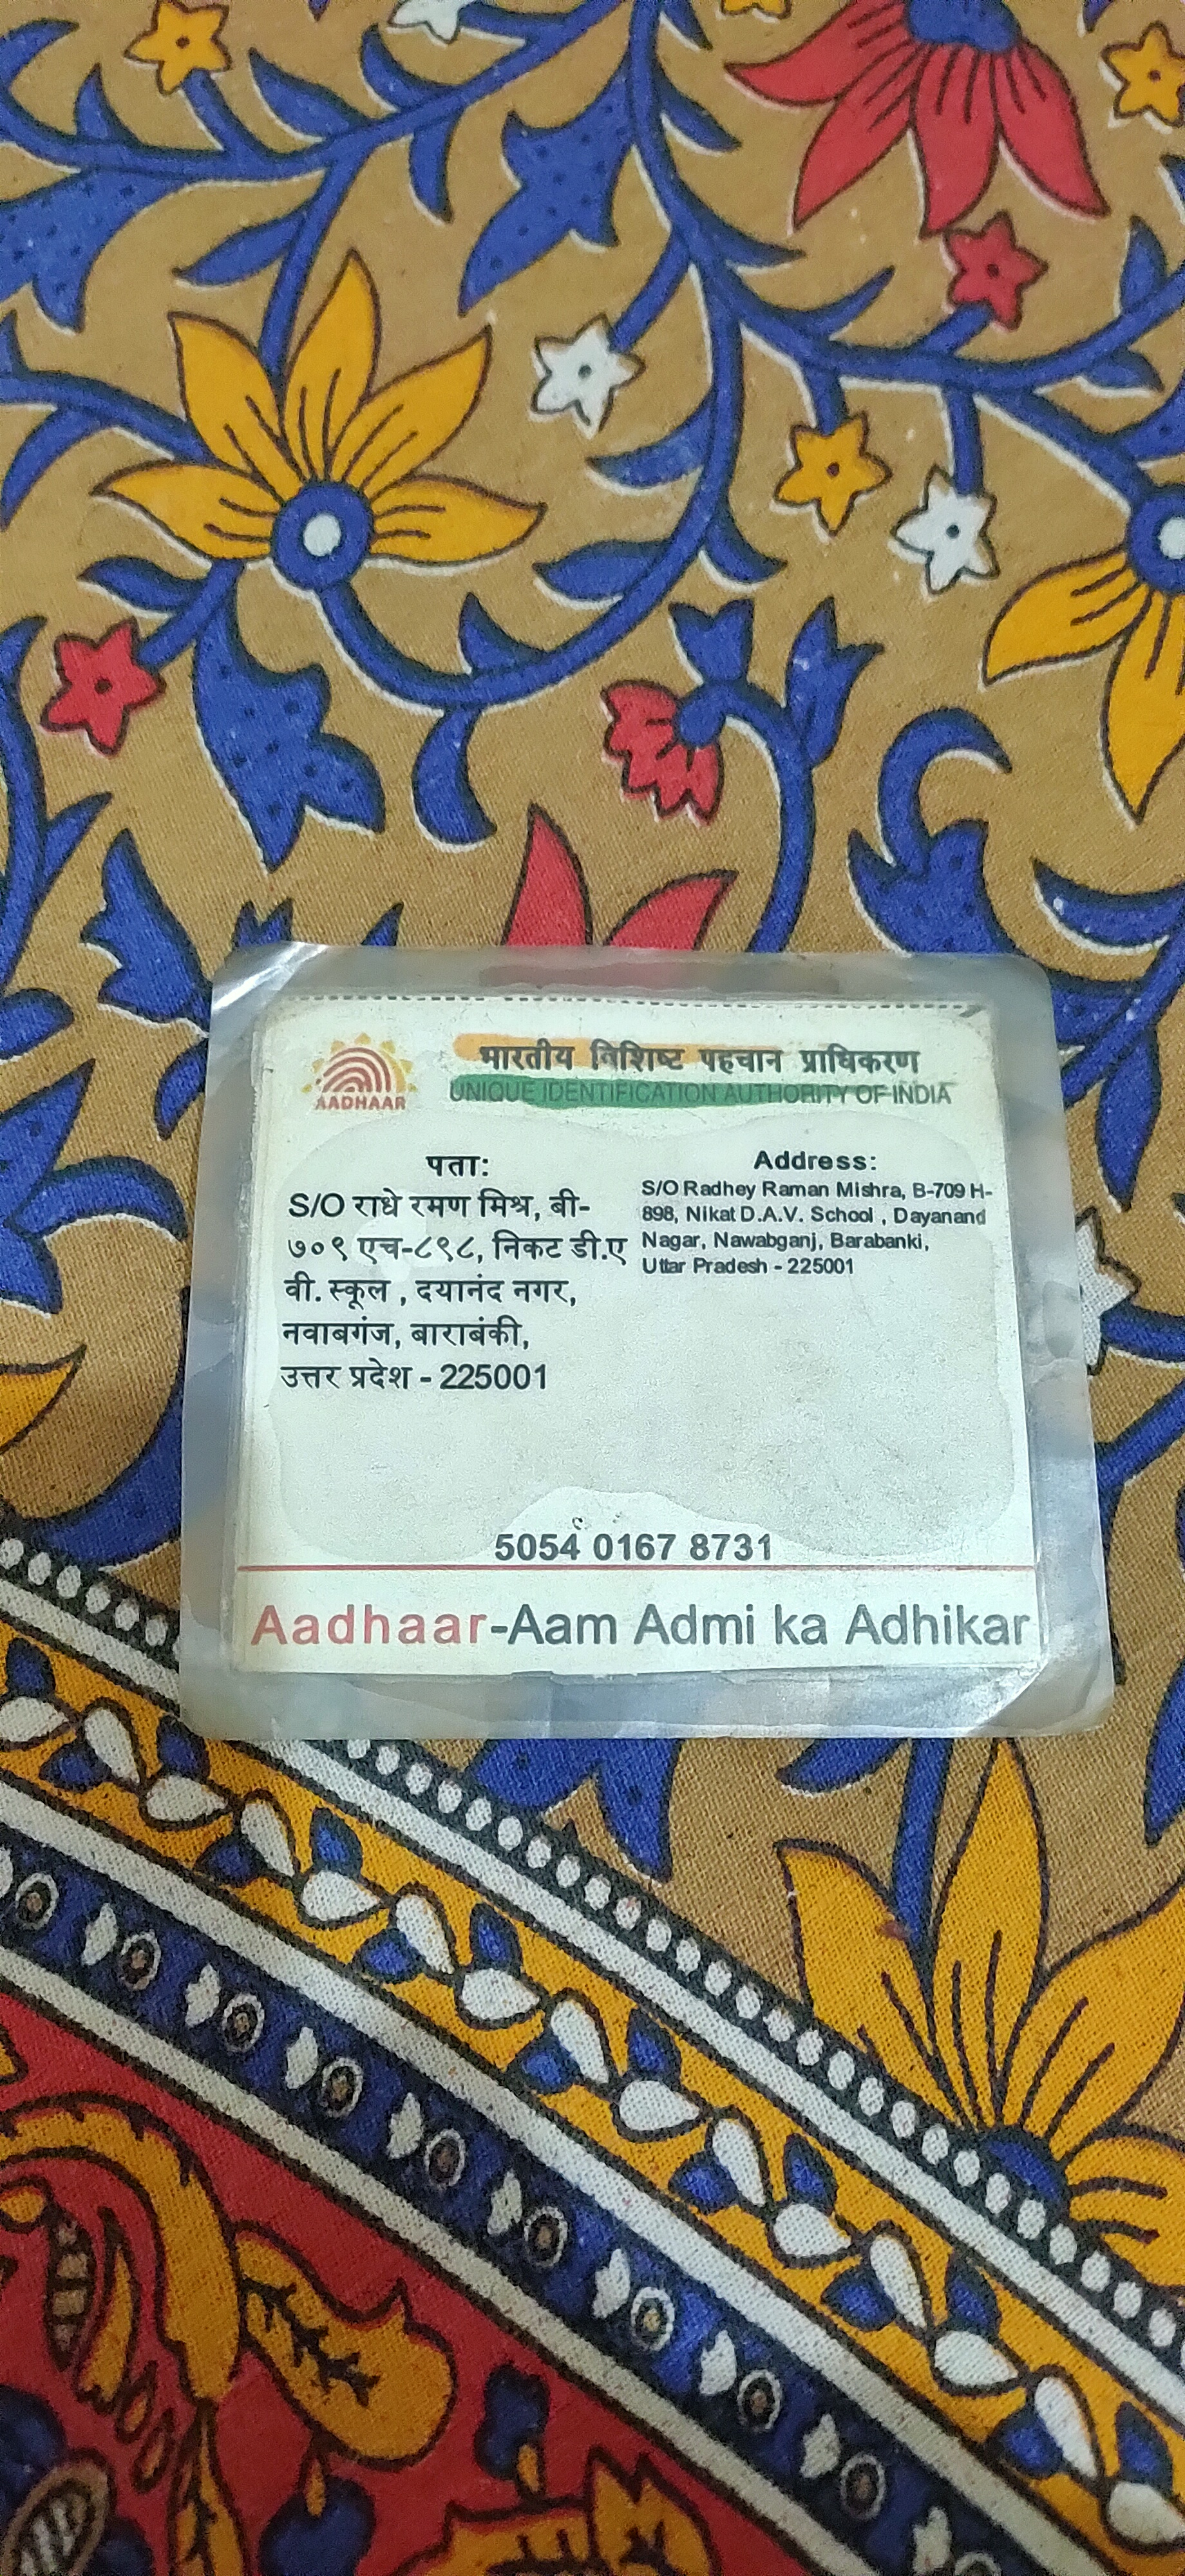 AADHAAR
भारतीय विशिष्ट पहचान प्राधिकरण
UNIQUE IDENTIFICATION AUTHORITY OF INDIA
पता:
S/O राधे रमण मिश्र, बी-
७०९ एच-८९८, निकट डी.ए
वी. स्कूल , दयानंद नगर,
नवाबगंज, बाराबंकी,
उत्तर प्रदेश - 225001
Address:
S/O Radhey Raman Mishra, B-709 H-
898, Nikat D.A.V. School , Dayanand
Nagar, Nawabganj, Barabanki,
Uttar Pradesh - 225001
5054 0167 8731
Aadhaar-Aam Admi ka Adhikar